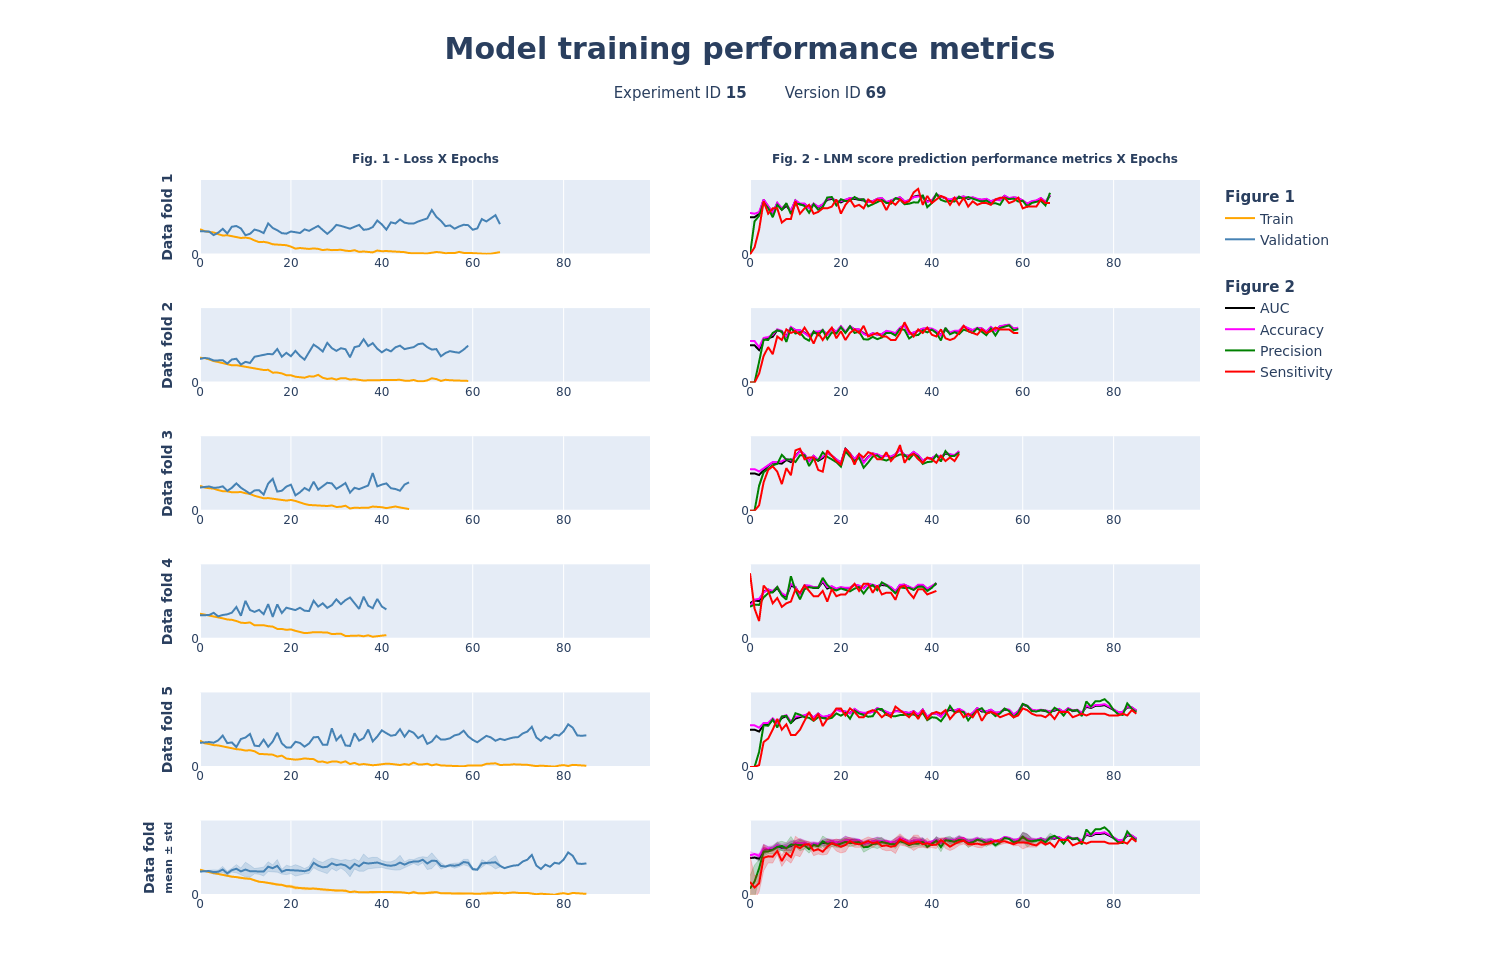 Model training performance metrics
Experiment ID 15 Version ID 69
Fig. 1 - Loss X Epochs
Fig. 2 - LNM score prediction performance metrics X Epochs
Data fold 1
0
0 20 40 60 80
0
0 20 40 60 80
Figure 1
Train
Validation
Figure 2
AUC
Accuracy
Precision
Sensitivity
Data fold 2
0
0 20 40 60 80
0
0 20 40 60 80
Data fold 3
0
0 20 40 60 80
0
0 20 40 60 80
Data fold 4
0
0 20 40 60 80
0
0 20 40 60 80
Data fold 5
0
0 20 40 60 80
0
0 20 40 60 80
Data fold
mean ± std
0
0 20 40 60 80
0
0 20 40 60 80